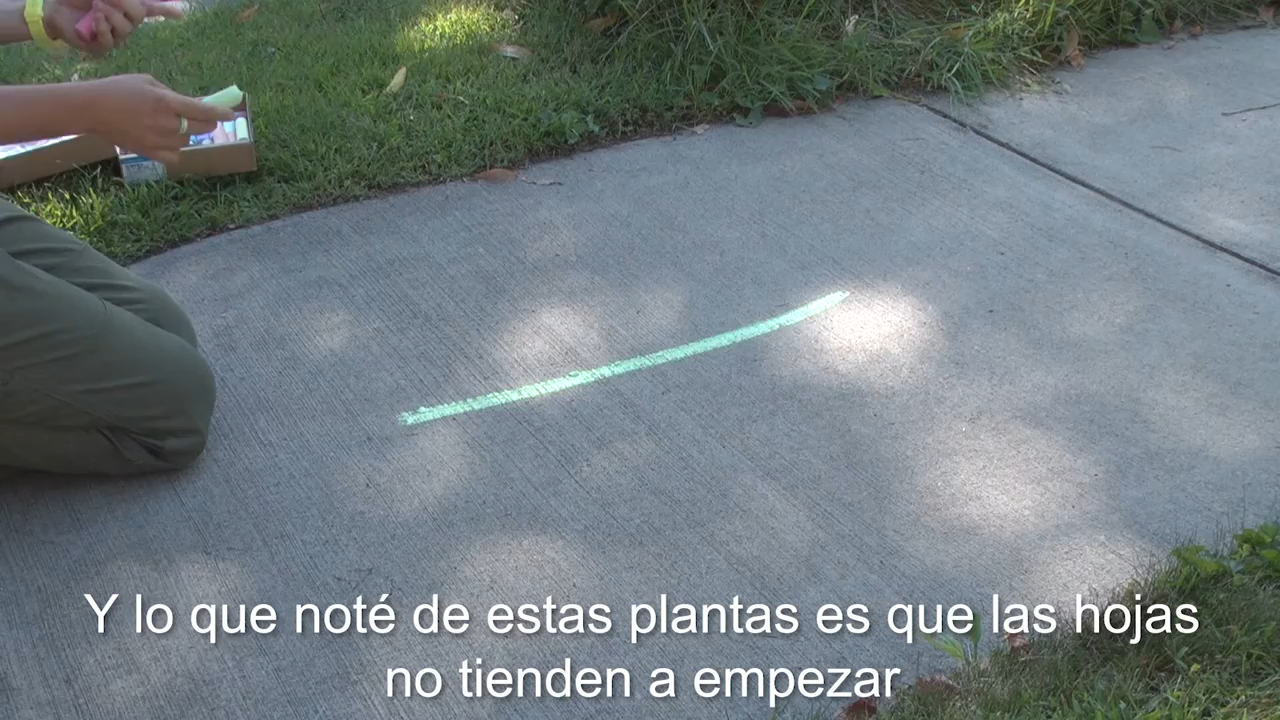 Y lo que noté de estas plantas es que las hojas
no tienden a empezar